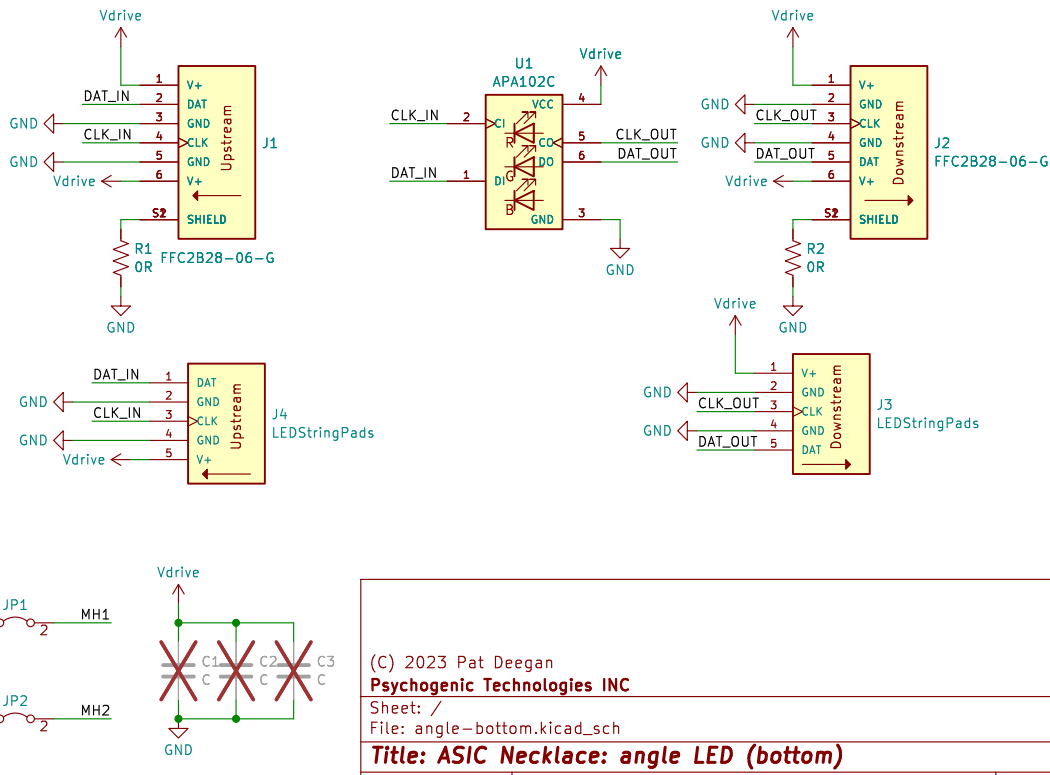 Vdrive
1 V+
DAT_IN 2 DAT
GND 3 GND
CLK_IN 4 CLK
GND 5 GND
Vdrive 6 V+
SHIELD
Upstream
J1
FFC2B28-06-G
R1
0R
GND
U1
APA102C
Vdrive
VCC 4
CLK_IN 2 CI
CO 5 CLK_OUT
DO 6 DAT_OUT
DAT_IN 1 DI
GND 3
R
G
B
GND
Vdrive
1 V+
GND 2 GND
CLK_OUT 3 CLK
GND 4 GND
DAT_OUT 5 DAT
Vdrive 6 V+
SHIELD
Downstream
J2
FFC2B28-06-G
R2
0R
GND
DAT_IN 1 DAT
GND 2 GND
CLK_IN 3 CLK
GND 4 GND
Vdrive 5 V+
Upstream
J4
LEDStringPads
Vdrive
1 V+
GND 2 GND
CLK_OUT 3 CLK
GND 4 GND
DAT_OUT 5 DAT
Downstream
J3
LEDStringPads
JP1
2 MH1
JP2
2 MH2
Vdrive
C1 C2 C3
C C C
GND
(C) 2023 Pat Deegan
Psychogenic Technologies INC
Sheet: /
File: angle-bottom.kicad_sch
Title: ASIC Necklace: angle LED (bottom)